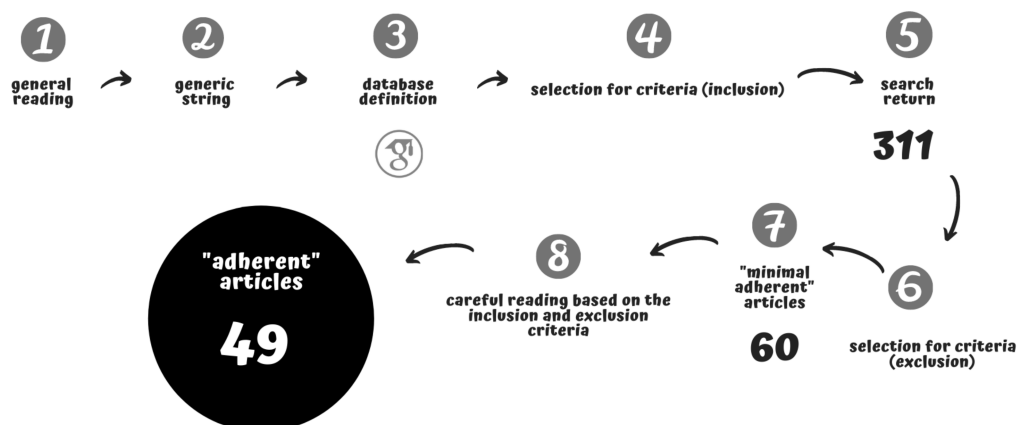 1
general
reading
2
generic
string
3
database
definition
g
4
selection for criteria (inclusion)
5
search
return
311
6
selection for criteria
(exclusion)
7
"minimal
adherent"
articles
60
8
careful reading based on the
inclusion and exclusion
criteria
"adherent"
articles
49